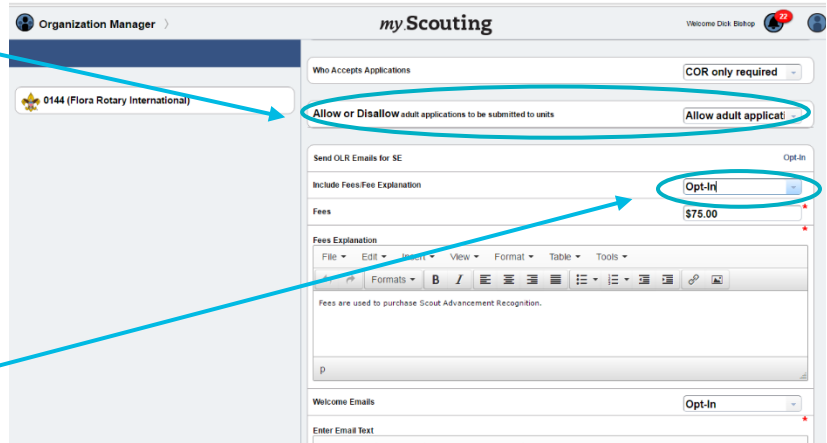 Organization Manager
my.Scouting
Welcome Dick Bishop
22
Who Accepts Applications
COR only required
0144 (Flora Rotary International)
Allow or Disallow adult applications to be submitted to units
Allow adult applicati
Send OLR Emails for SE
Opt-In
Include Fees/Fee Explanation
Opt-In
Fees
$75.00
*
*
Fees Explanation
File Edit Insert View Format Table Tools
Formats B I
Fees are used to purchase Scout Advancement Recognition.
p
Welcome Emails
Opt-In
*
Enter Email Text